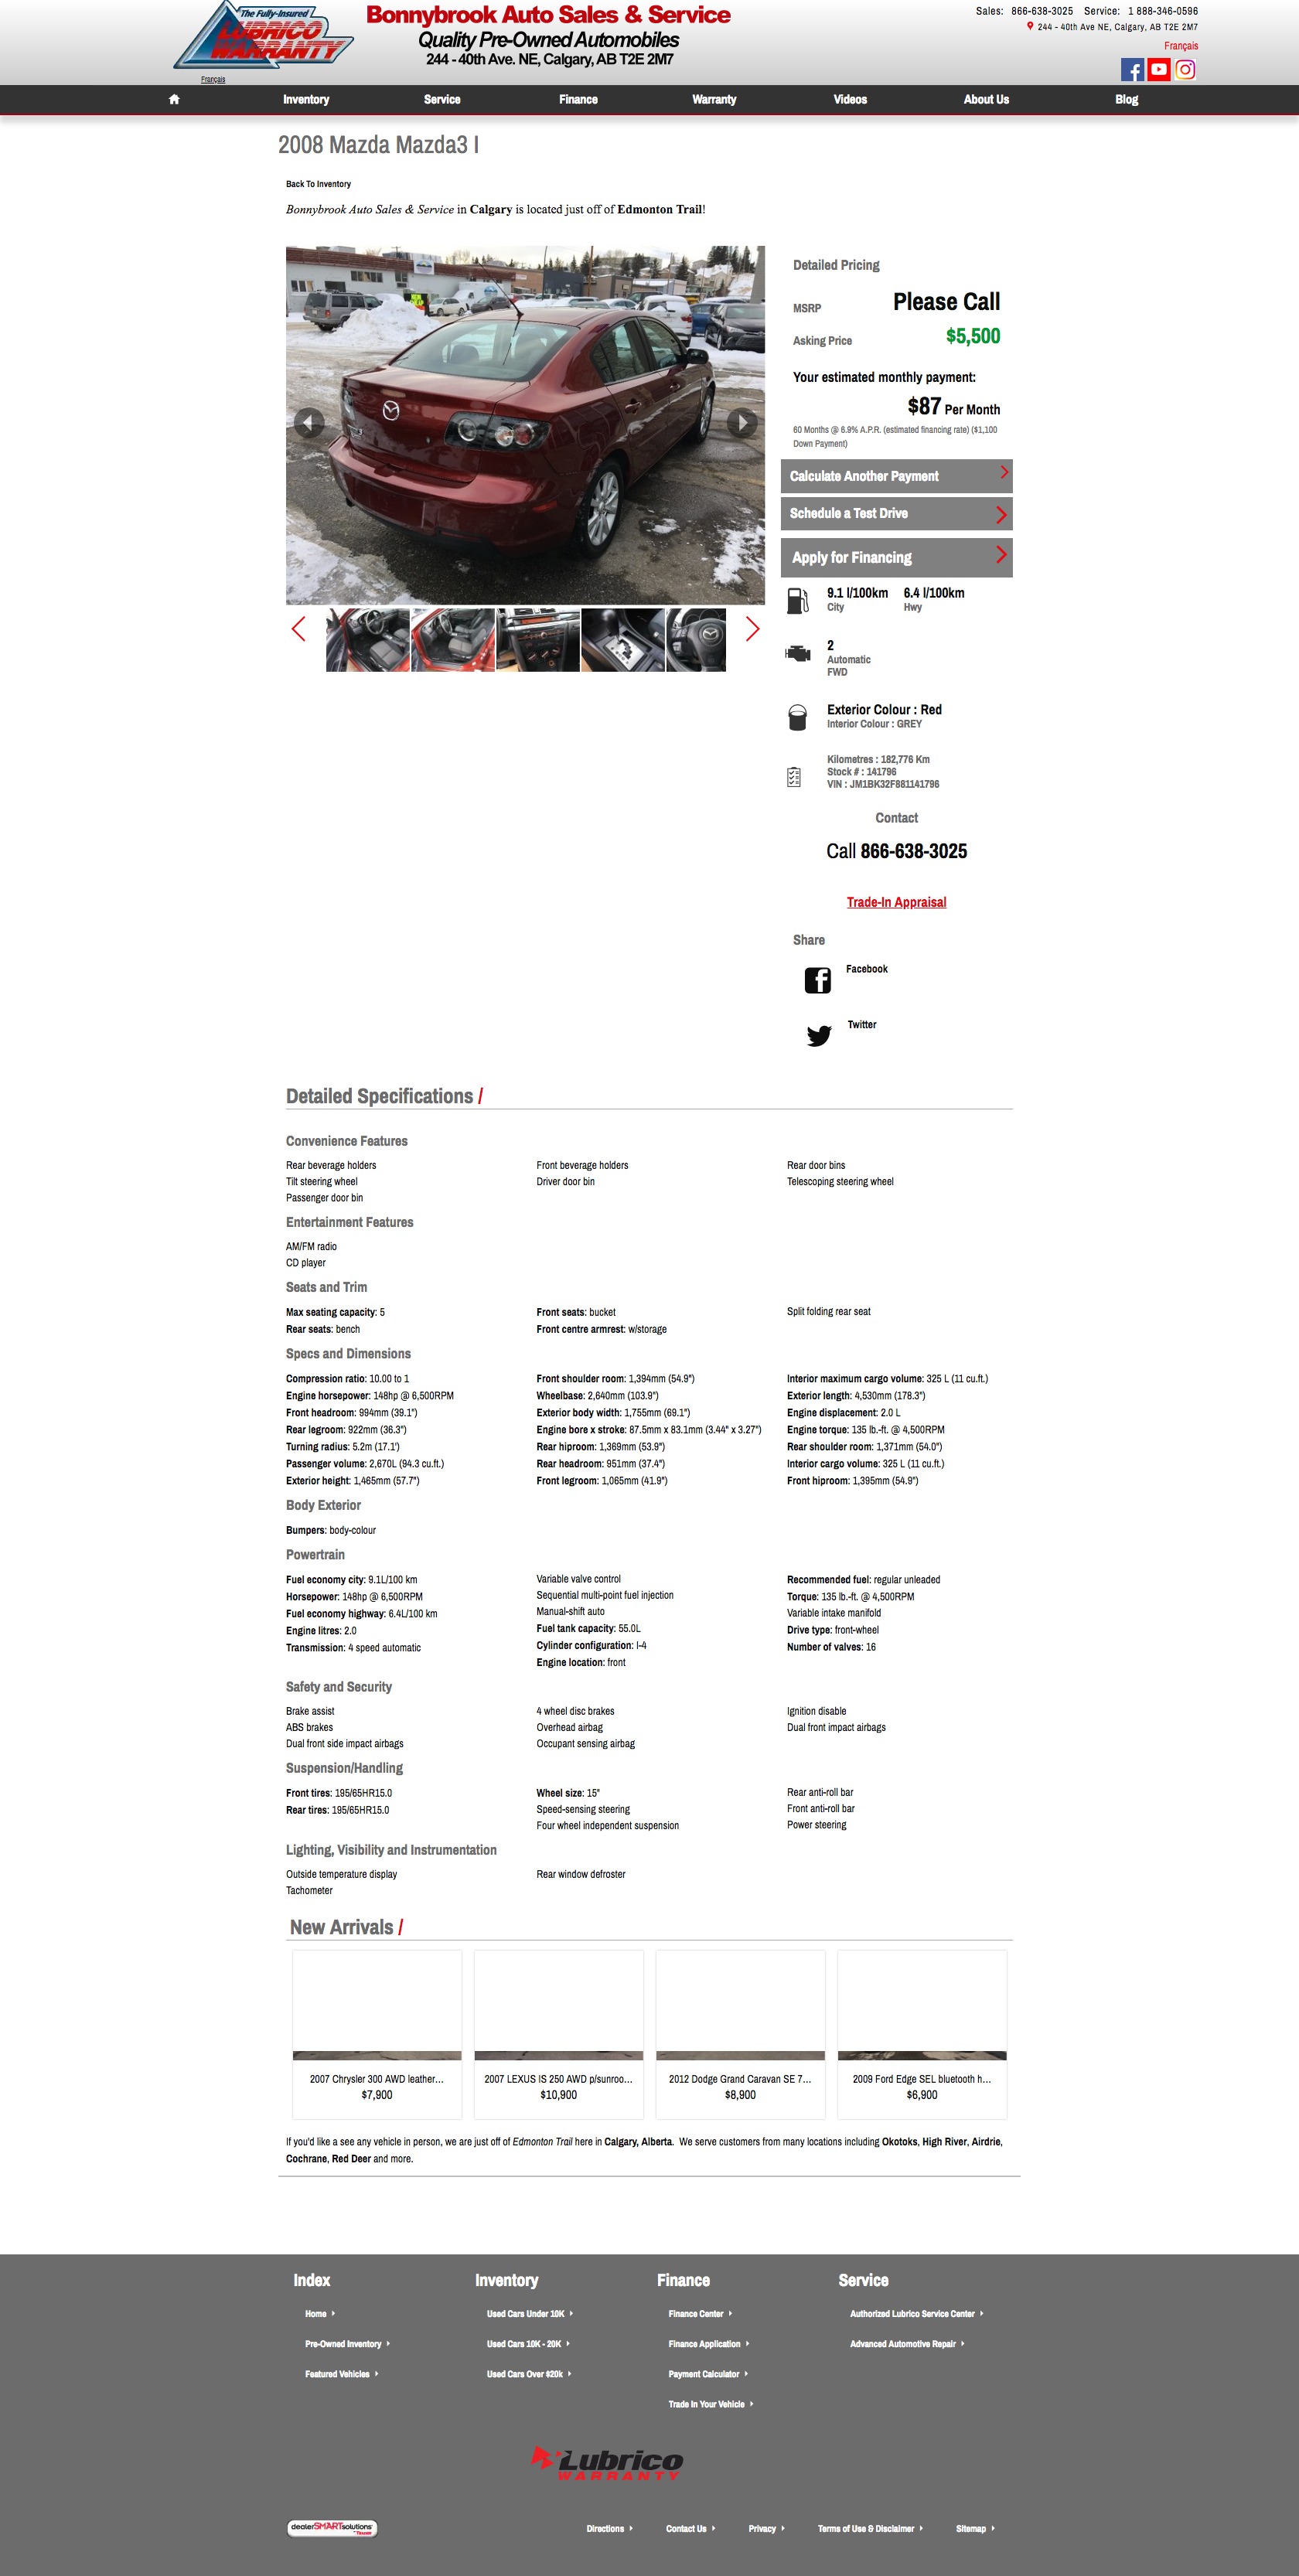 The Fully-Insured
LUBRICO
WARRANTY
Français
Bonnybrook Auto Sales & Service
Quality Pre-Owned Automobiles
244 - 40th Ave. NE, Calgary, AB T2E 2M7
Sales: 866-638-3025 Service: 1 888-346-0596
244 - 40th Ave NE, Calgary, AB T2E 2M7
Français
Inventory Service Finance Warranty Videos About Us Blog
2008 Mazda Mazda3 I
Back To Inventory
Bonnybrook Auto Sales & Service in Calgary is located just off of Edmonton Trail!
Detailed Pricing
MSRP Please Call
Asking Price $5,500
Your estimated monthly payment:
$87 Per Month
60 Months @ 6.9% A.P.R. (estimated financing rate) ($1,100
Down Payment)
Calculate Another Payment
Schedule a Test Drive
Apply for Financing
9.1 l/100km 6.4 l/100km
City Hwy
2
Automatic
FWD
Exterior Colour : Red
Interior Colour : GREY
Kilometres : 182,776 Km
Stock # : 141796
VIN : JM1BK32F881141796
Contact
Call 866-638-3025
Trade-In Appraisal
Share
Facebook
Twitter
Detailed Specifications /
Convenience Features
Rear beverage holders Front beverage holders Rear door bins
Tilt steering wheel Driver door bin Telescoping steering wheel
Passenger door bin
Entertainment Features
AM/FM radio
CD player
Seats and Trim
Max seating capacity: 5 Front seats: bucket Split folding rear seat
Rear seats: bench Front centre armrest: w/storage
Specs and Dimensions
Compression ratio: 10.00 to 1 Front shoulder room: 1,394mm (54.9") Interior maximum cargo volume: 325 L (11 cu.ft.)
Engine horsepower: 148hp @ 6,500RPM Wheelbase: 2,640mm (103.9") Exterior length: 4,530mm (178.3")
Front headroom: 994mm (39.1") Exterior body width: 1,755mm (69.1") Engine displacement: 2.0 L
Rear legroom: 922mm (36.3") Engine bore x stroke: 87.5mm x 83.1mm (3.44" x 3.27") Engine torque: 135 lb.-ft. @ 4,500RPM
Turning radius: 5.2m (17.1') Rear hiproom: 1,369mm (53.9") Rear shoulder room: 1,371mm (54.0")
Passenger volume: 2,670L (94.3 cu.ft.) Rear headroom: 951mm (37.4") Interior cargo volume: 325 L (11 cu.ft.)
Exterior height: 1,465mm (57.7") Front legroom: 1,065mm (41.9") Front hiproom: 1,395mm (54.9")
Body Exterior
Bumpers: body-colour
Powertrain
Fuel economy city: 9.1L/100 km Variable valve control Recommended fuel: regular unleaded
Horsepower: 148hp @ 6,500RPM Sequential multi-point fuel injection Torque: 135 lb.-ft. @ 4,500RPM
Fuel economy highway: 6.4L/100 km Manual-shift auto Variable intake manifold
Engine litres: 2.0 Fuel tank capacity: 55.0L Drive type: front-wheel
Transmission: 4 speed automatic Cylinder configuration: I-4 Number of valves: 16
Engine location: front
Safety and Security
Brake assist 4 wheel disc brakes Ignition disable
ABS brakes Overhead airbag Dual front impact airbags
Dual front side impact airbags Occupant sensing airbag
Suspension/Handling
Front tires: 195/65HR15.0 Wheel size: 15" Rear anti-roll bar
Rear tires: 195/65HR15.0 Speed-sensing steering Front anti-roll bar
Four wheel independent suspension Power steering
Lighting, Visibility and Instrumentation
Outside temperature display Rear window defroster
Tachometer
New Arrivals /
2007 Chrysler 300 AWD leather... 2007 LEXUS IS 250 AWD p/sunroo... 2012 Dodge Grand Caravan SE 7... 2009 Ford Edge SEL bluetooth h...
$7,900 $10,900 $8,900 $6,900
If you'd like a see any vehicle in person, we are just off of Edmonton Trail here in Calgary, Alberta. We serve customers from many locations including Okotoks, High River, Airdrie,
Cochrane, Red Deer and more.
Index Inventory Finance Service
Home Used Cars Under 10K Finance Center Authorized Lubrico Service Center
Pre-Owned Inventory Used Cars 10K - 20K Finance Application Advanced Automotive Repair
Featured Vehicles Used Cars Over $20k Payment Calculator
Trade In Your Vehicle
Lubrico
WARRANTY
dealerSMARTsolutions
Directions Contact Us Privacy Terms of Use & Disclaimer Sitemap